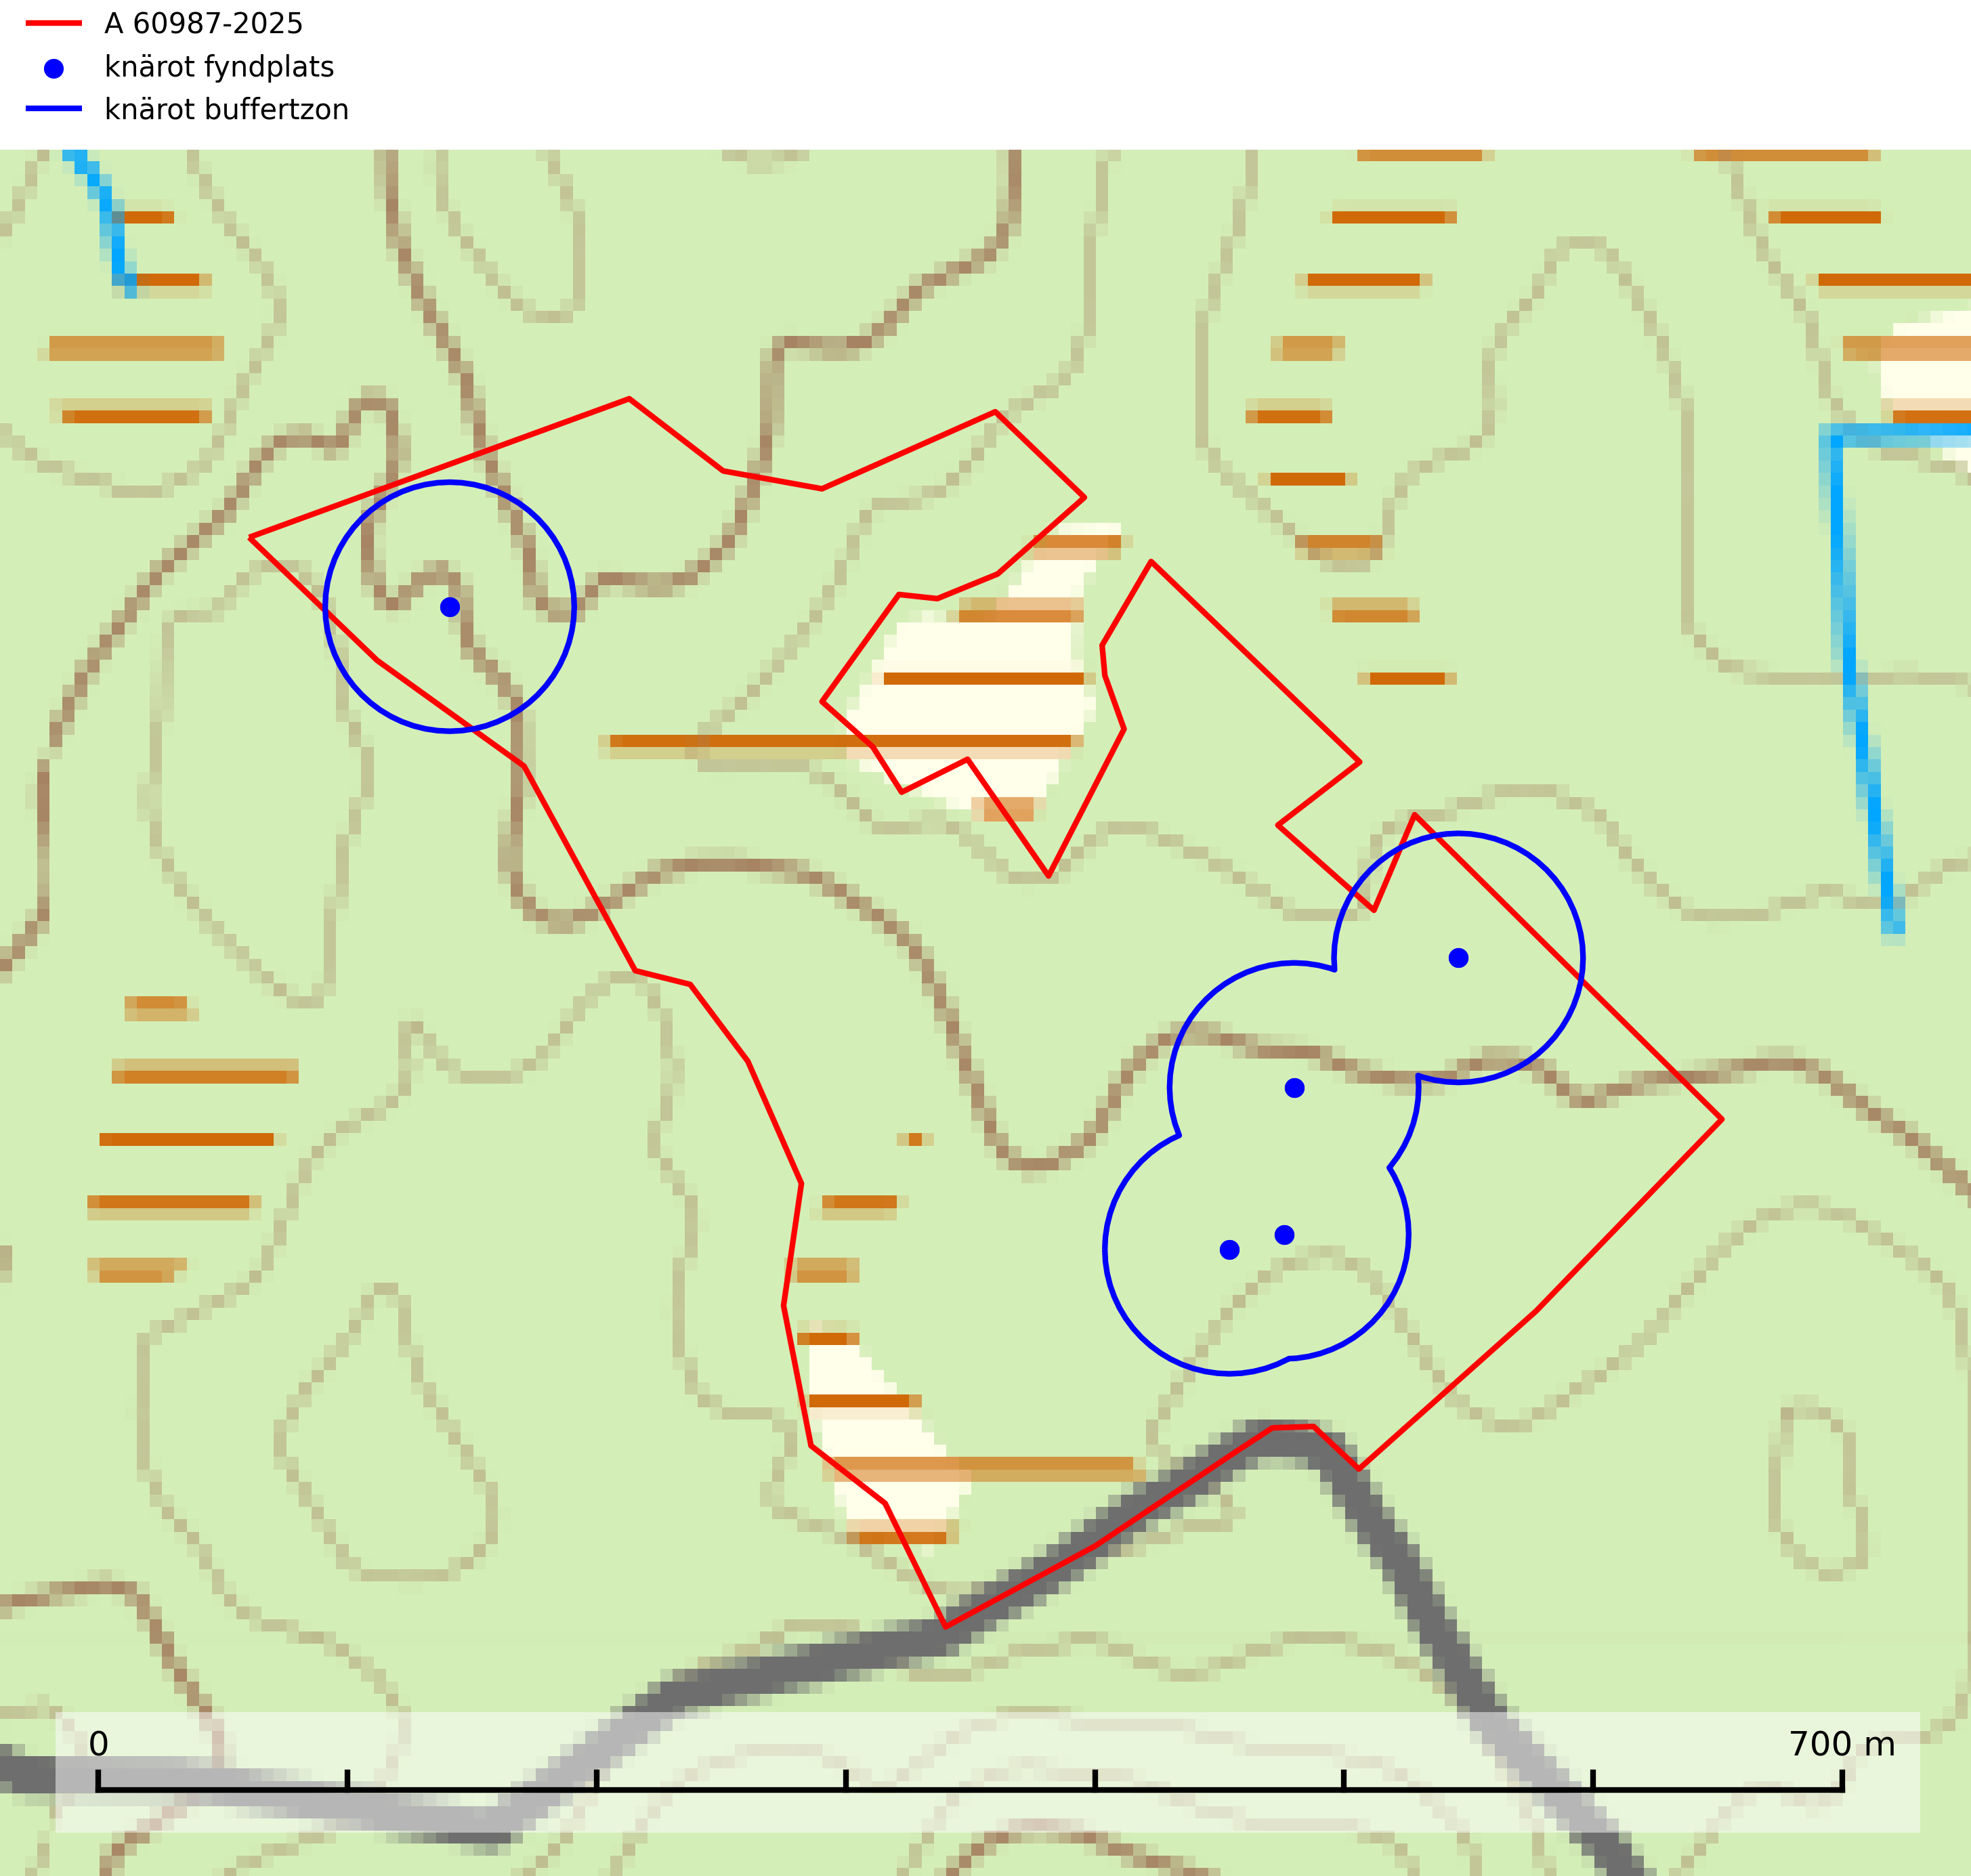 A 60987-2025
knärot fyndplats
knärot buffertzon
0
700 m